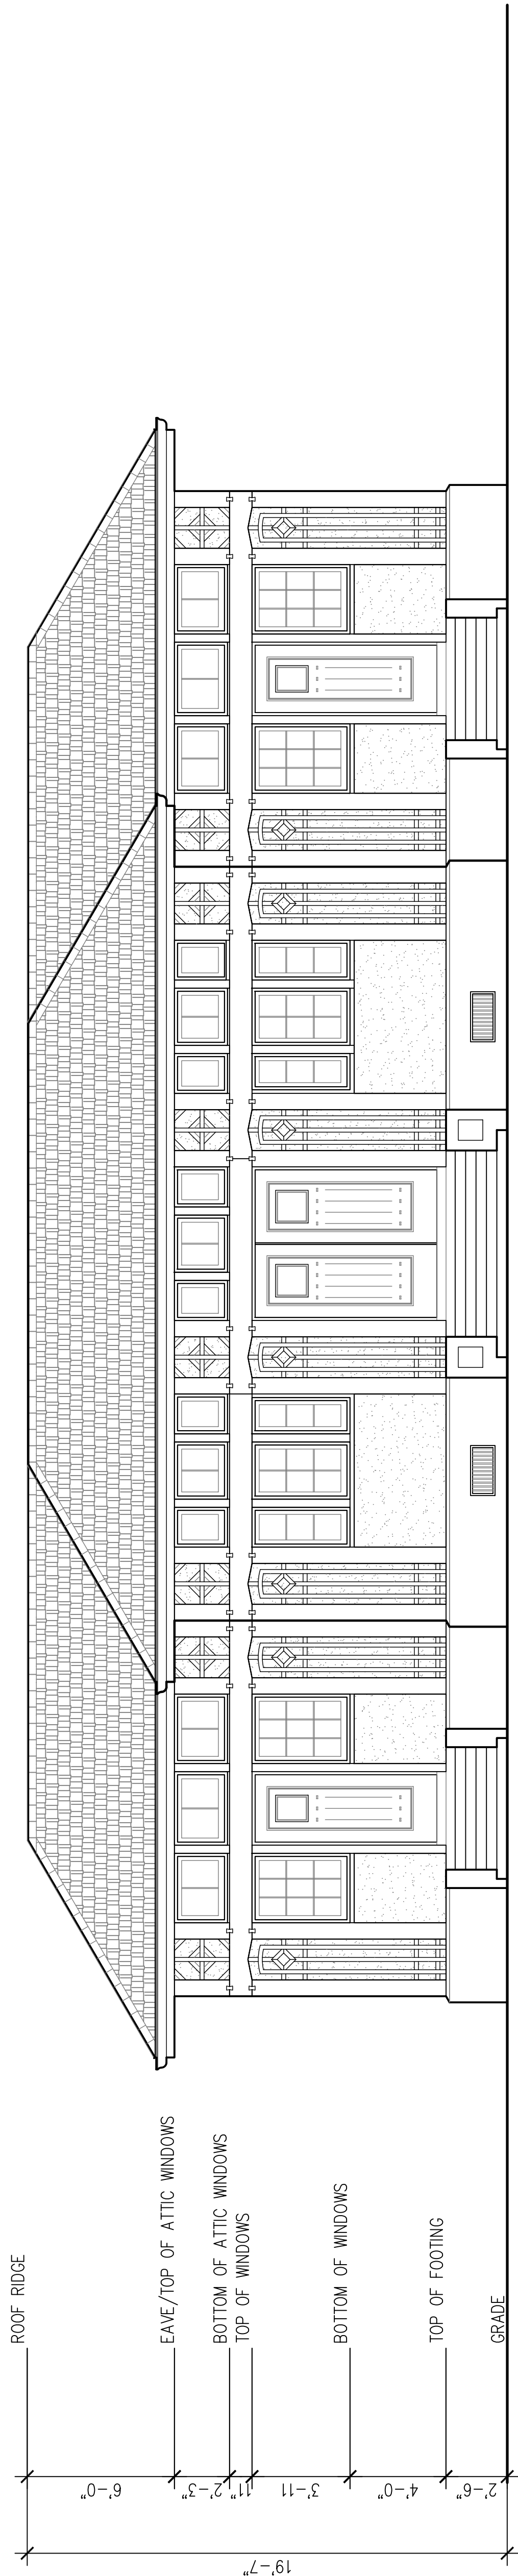 ROOF RIDGE
EAVE/TOP OF ATTIC WINDOWS
BOTTOM OF ATTIC WINDOWS
TOP OF WINDOWS
BOTTOM OF WINDOWS
TOP OF FOOTING
GRADE
6'-0"
2'-3"
11"
3'-11
4'-0"
2'-6"
19'-7"